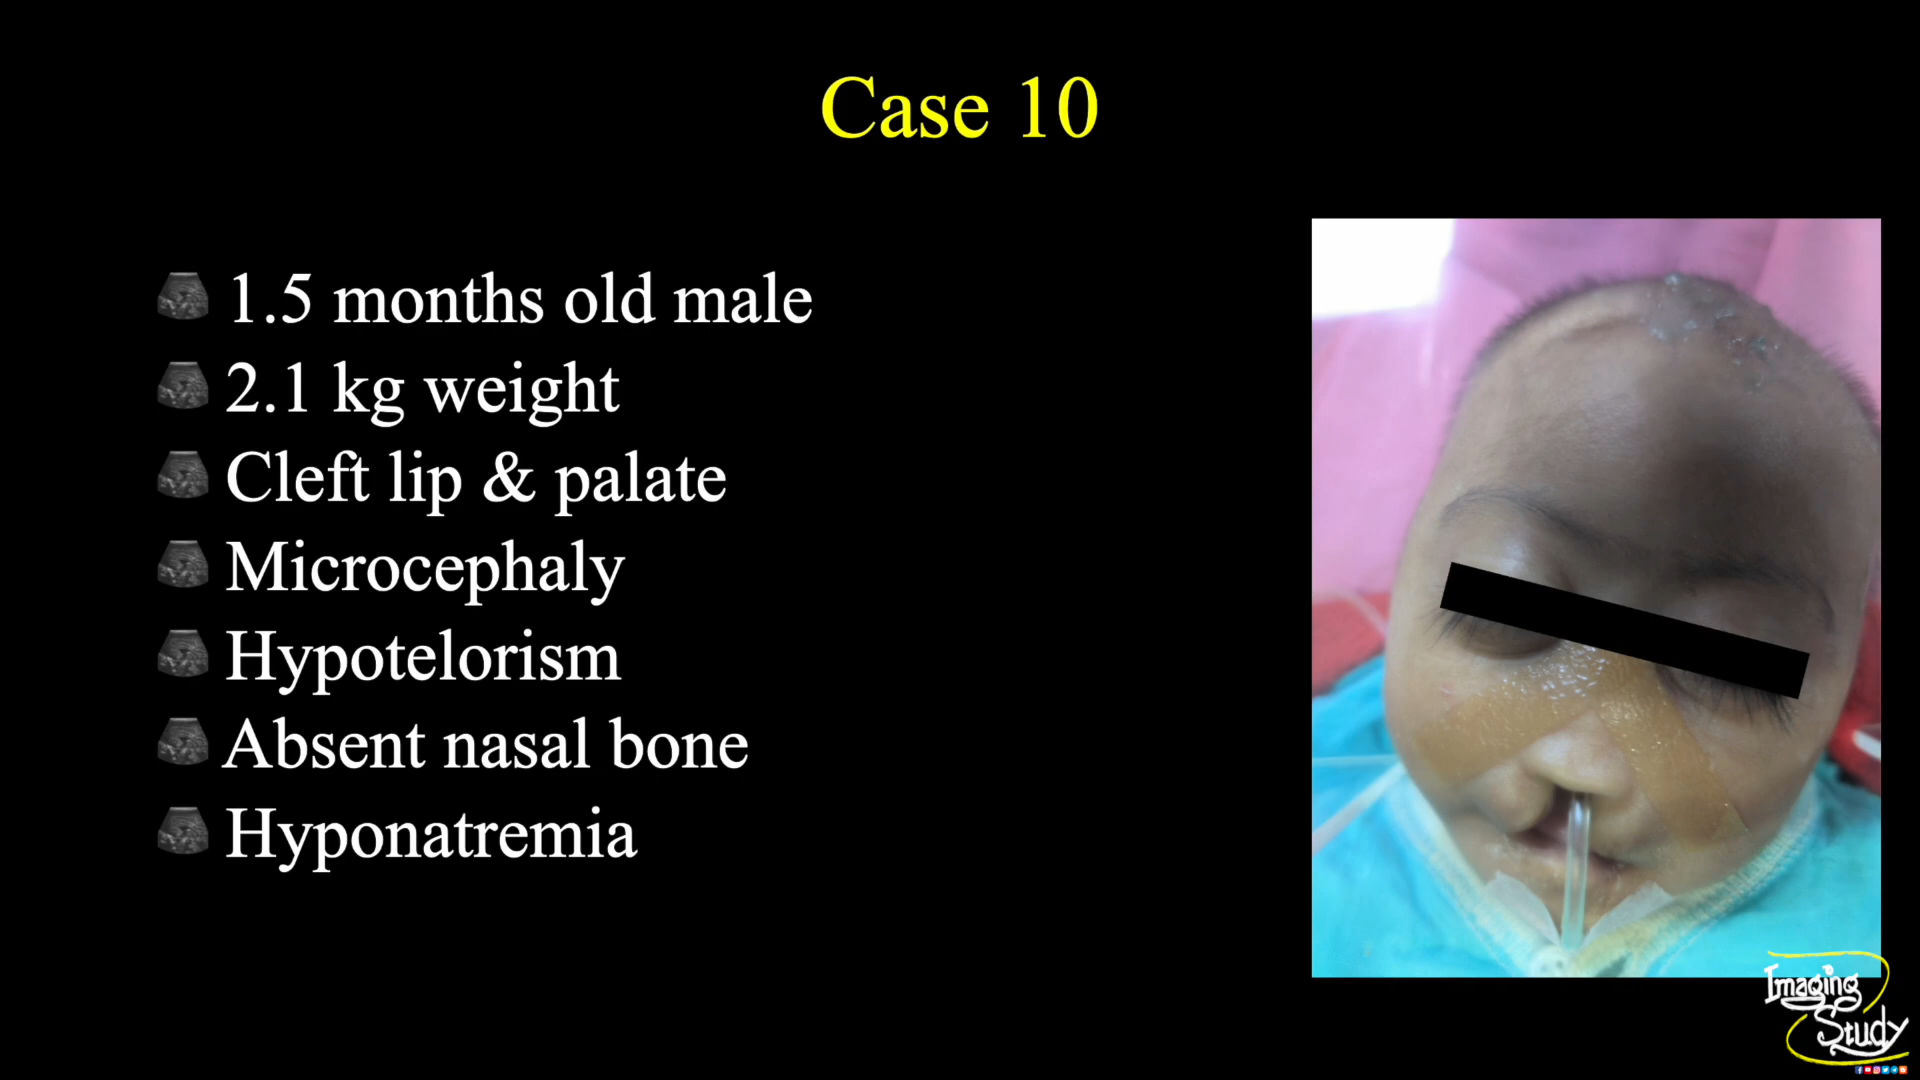 Case 10
1.5 months old male
2.1 kg weight
Cleft lip & palate
Microcephaly
Hypotelorism
Absent nasal bone
Hyponatremia
Imaging
Study